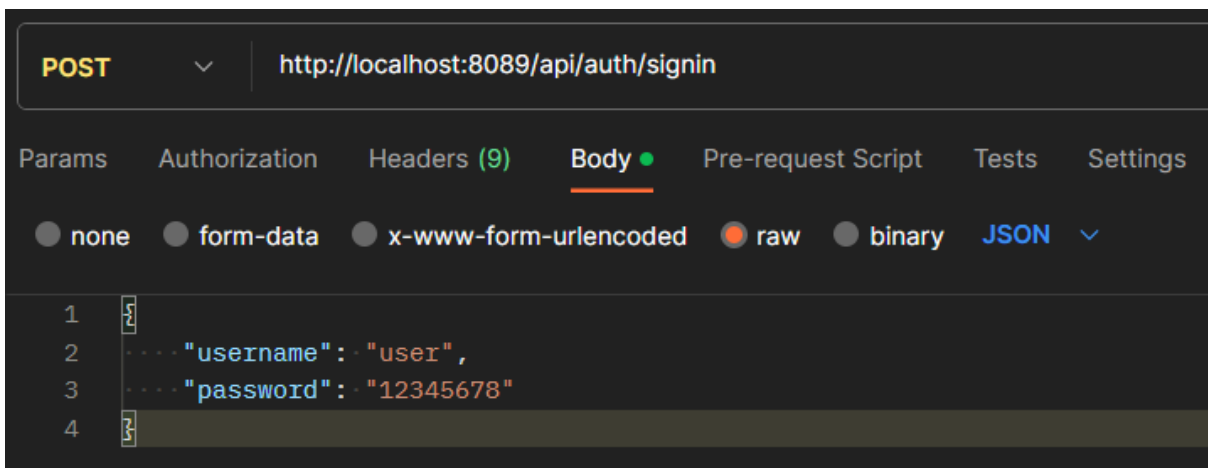 POST http://localhost:8089/api/auth/signin
Params Authorization Headers (9) Body Pre-request Script Tests Settings
none form-data x-www-form-urlencoded raw binary JSON
1 {
2 "username": "user",
3 "password": "12345678"
4 }